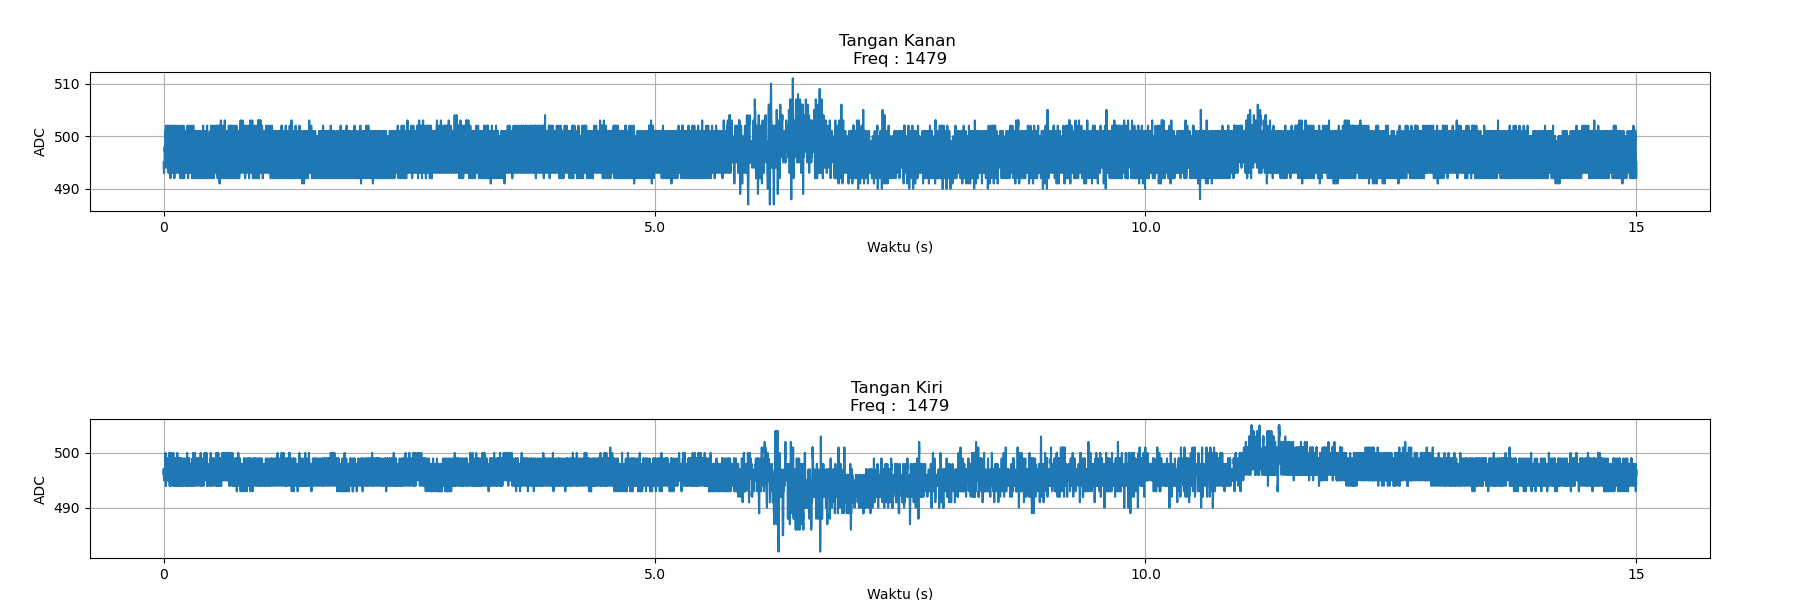 Tangan Kanan
Freq : 1479
510
500
490
ADC
0 5.0 10.0 15
Waktu (s)
Tangan Kiri
Freq :  1479
500
490
ADC
0 5.0 10.0 15
Waktu (s)